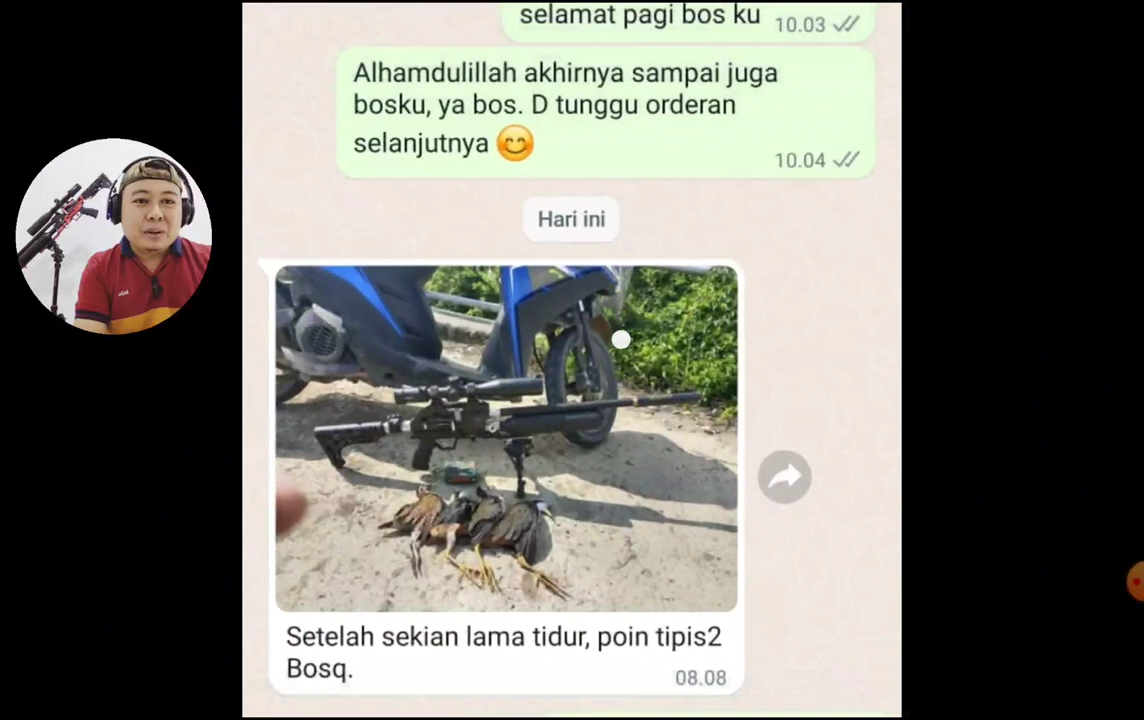 selamat pagi bos ku 10.03
Alhamdulillah akhirnya sampai juga
bosku, ya bos. D tunggu orderan
selanjutnya 😊
10.04
Hari ini
Setelah sekian lama tidur, poin tipis2
Bosq.
08.08